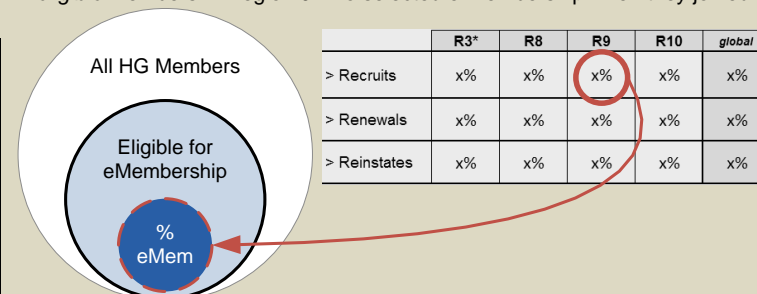 All HG Members
Eligible for
eMembership
%
eMem
R3* R8 R9 R10 global
> Recruits x% x% x% x% x%
> Renewals x% x% x% x% x%
> Reinstates x% x% x% x% x%